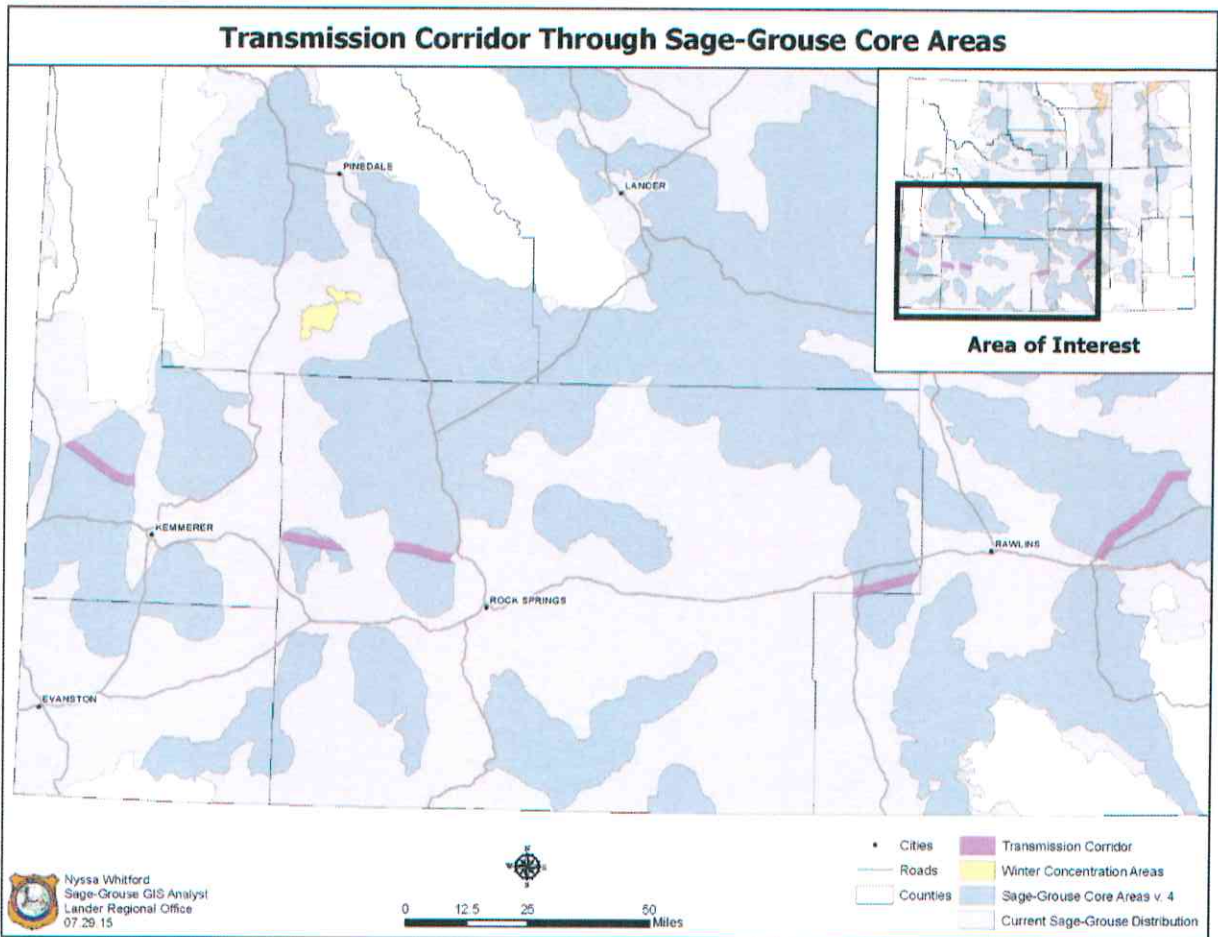 Transmission Corridor Through Sage-Grouse Core Areas
PINEDALE
LANDER
Area of Interest
KEMMERER
RAWLINS
ROCK SPRINGS
EVANSTON
Nyssa Whitford
Sage-Grouse GIS Analyst
Lander Regional Office
07.29.15
N
W E
S
0 12.5 25 50
Miles
Cities
Roads
Counties
Transmission Corridor
Winter Concentration Areas
Sage-Grouse Core Areas v. 4
Current Sage-Grouse Distribution